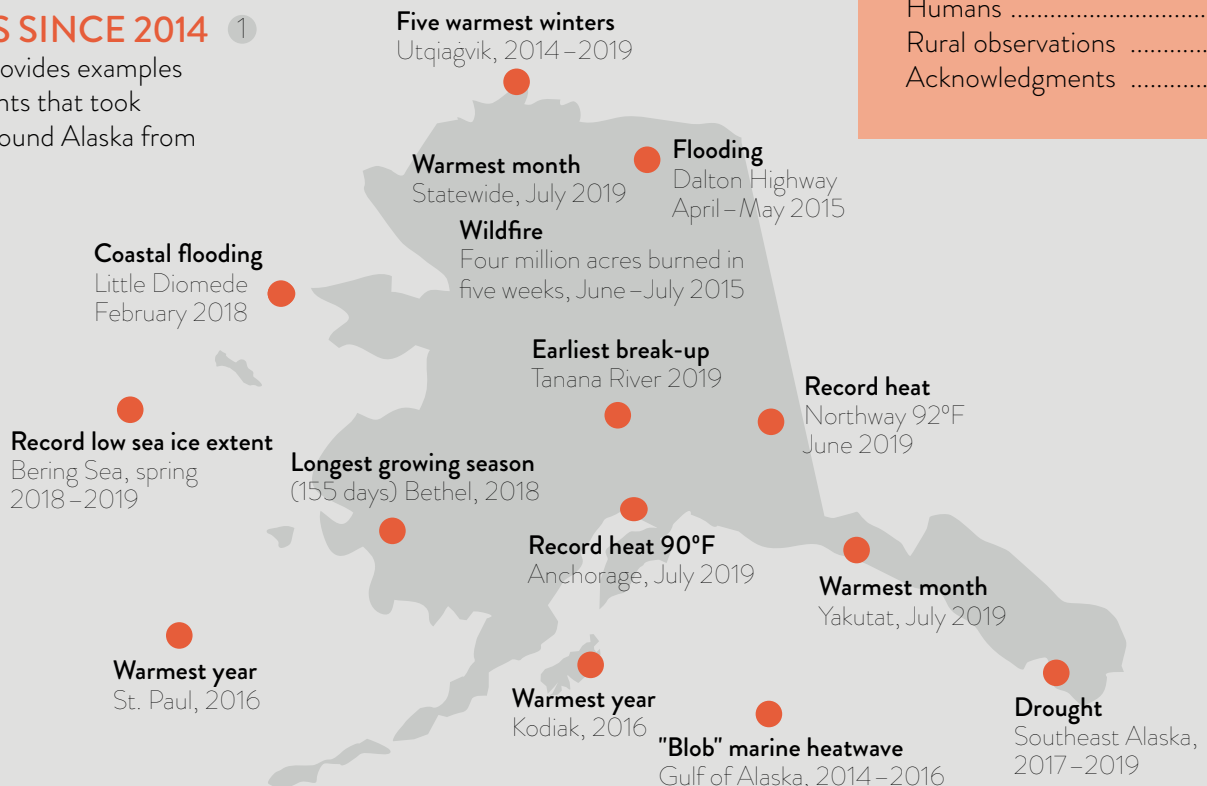 S SINCE 2014 1
ovides examples
nts that took
ound Alaska from
Humans ....................................
Rural observations .............
Acknowledgments .............
Five warmest winters
Utqiaġvik, 2014–2019
Warmest month
Statewide, July 2019
Flooding
Dalton Highway
April–May 2015
Wildfire
Four million acres burned in
five weeks, June–July 2015
Coastal flooding
Little Diomede
February 2018
Earliest break-up
Tanana River 2019
Record heat
Northway 92ºF
June 2019
Record low sea ice extent
Bering Sea, spring
2018–2019
Longest growing season
(155 days) Bethel, 2018
Record heat 90ºF
Anchorage, July 2019
Warmest month
Yakutat, July 2019
Warmest year
St. Paul, 2016
Warmest year
Kodiak, 2016
"Blob" marine heatwave
Gulf of Alaska, 2014–2016
Drought
Southeast Alaska,
2017–2019